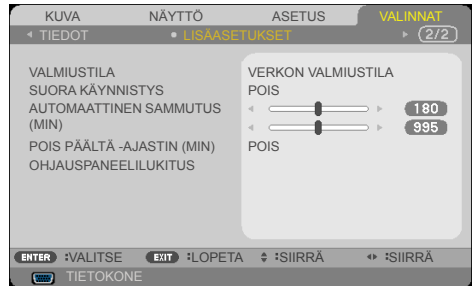 KUVA NÄYTTÖ ASETUS VALINNAT
TIEDOT LISÄASETUKSET (2/2)
VALMIUSTILA VERKON VALMIUSTILA
SUORA KÄYNNISTYS POIS
AUTOMAATTINEN SAMMUTUS 180
(MIN) 995
POIS PÄÄLTÄ -AJASTIN (MIN) POIS
OHJAUSPANEELILUKITUS
ENTER :VALITSE EXIT :LOPETA :SIIRRÄ :SIIRRÄ
TIETOKONE